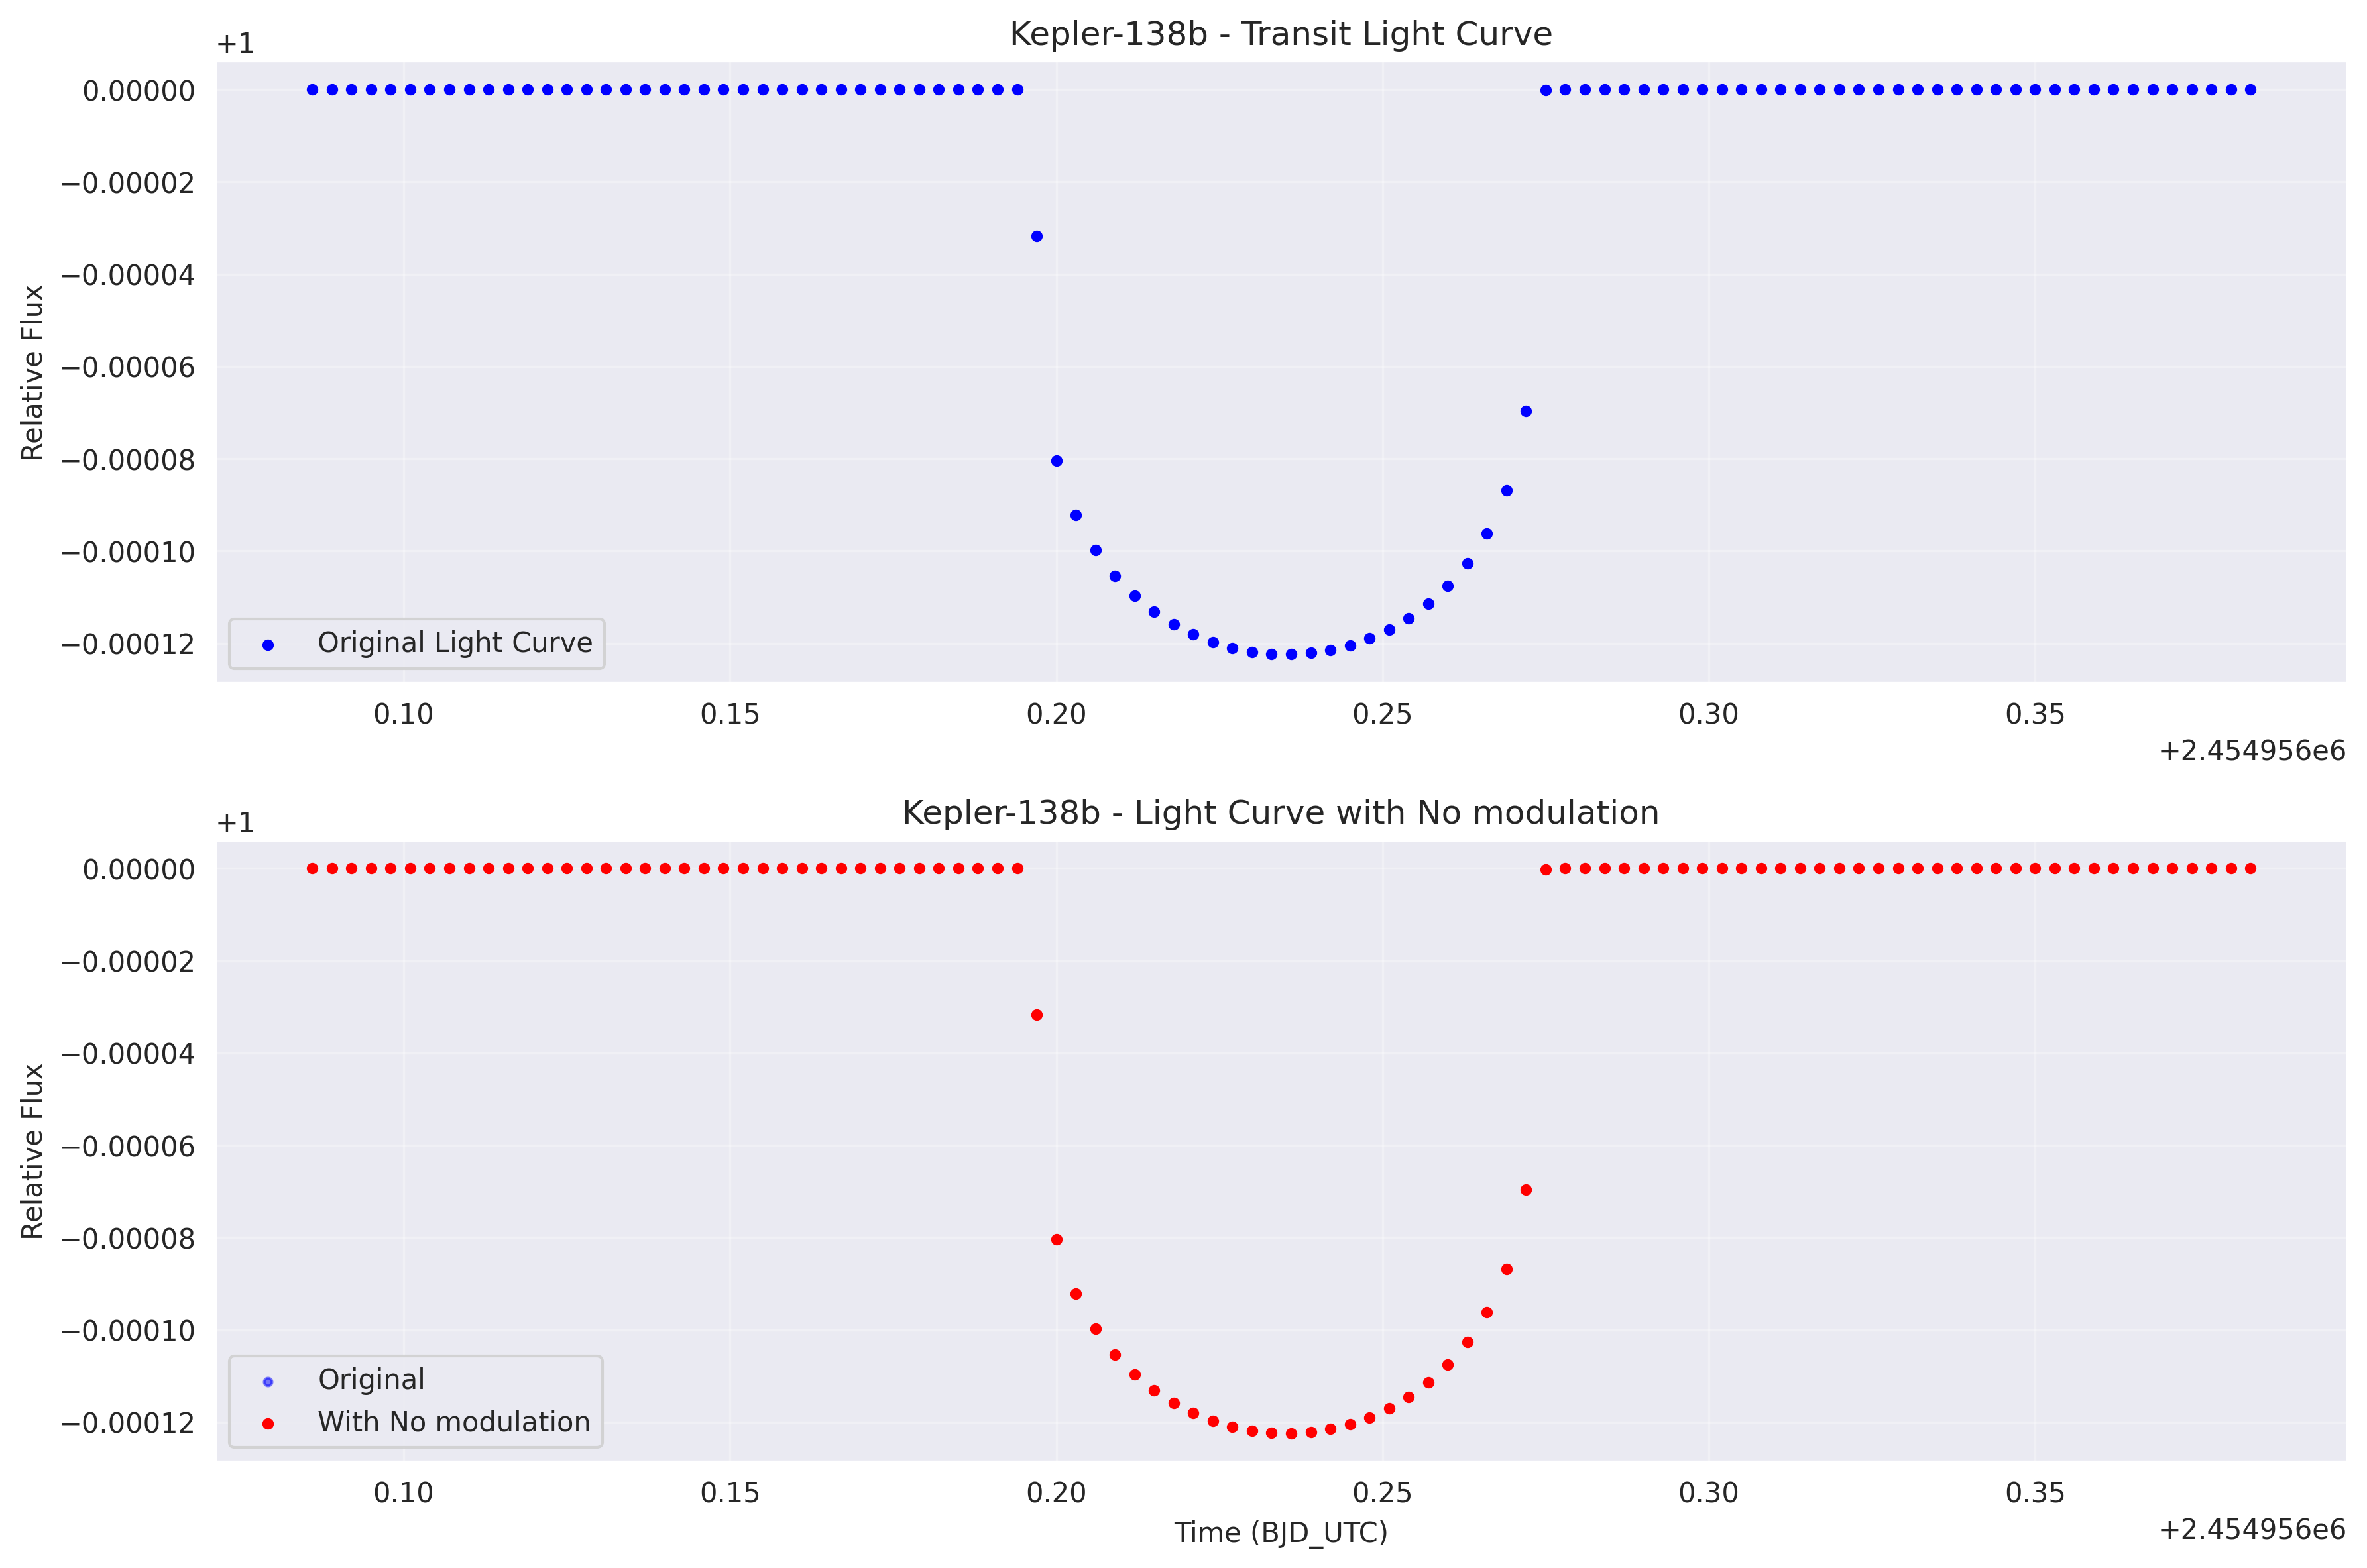 Kepler-138b - Transit Light Curve
+1
0.00000
−0.00002
−0.00004
−0.00006
−0.00008
−0.00010
−0.00012
Relative Flux
Original Light Curve
0.10 0.15 0.20 0.25 0.30 0.35
+2.454956e6
Kepler-138b - Light Curve with No modulation
+1
0.00000
−0.00002
−0.00004
−0.00006
−0.00008
−0.00010
−0.00012
Relative Flux
Original
With No modulation
0.10 0.15 0.20 0.25 0.30 0.35
Time (BJD_UTC)
+2.454956e6